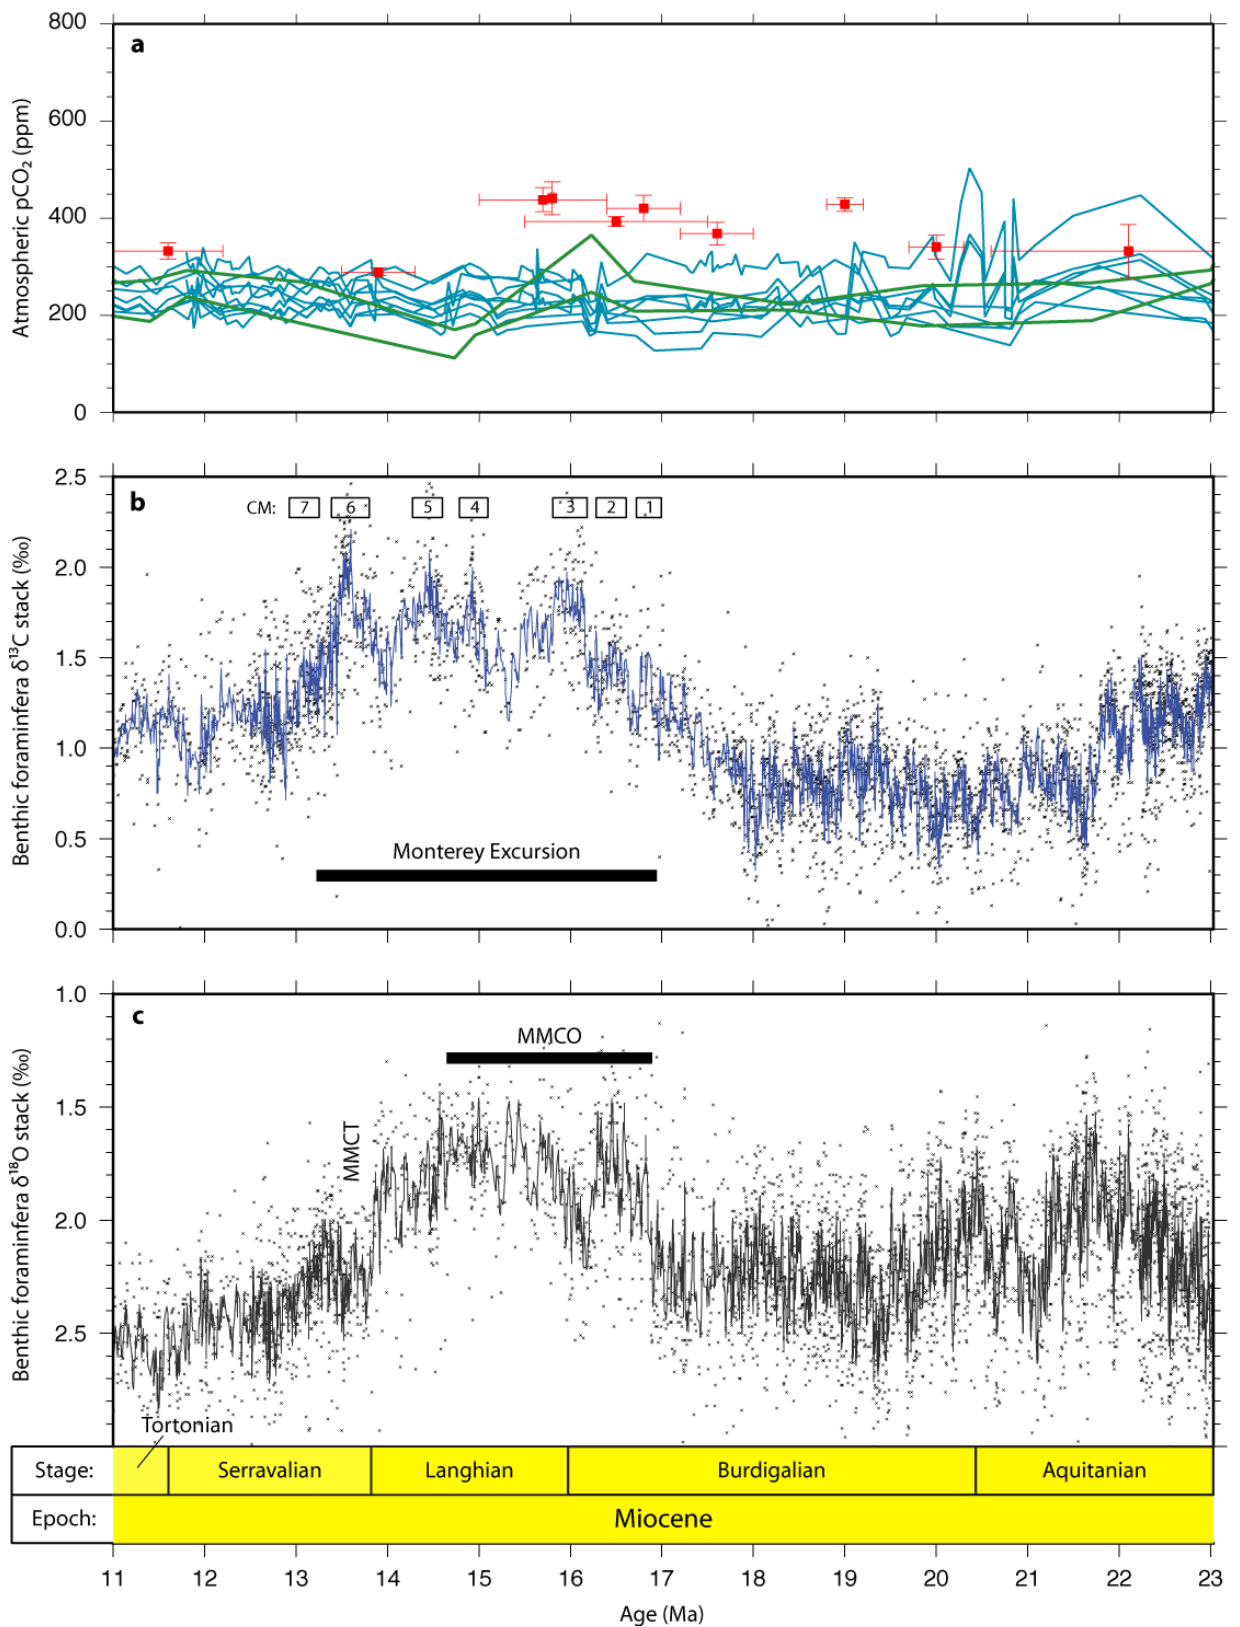 a
800
600
400
200
0
Atmospheric pCO₂ (ppm)
b
CM: 7 6 5 4 3 2 1
2.5
2.0
1.5
1.0
0.5
0.0
Benthic foraminfera δ¹³C stack (‰)
Monterey Excursion
c
MMCO
MMCT
1.0
1.5
2.0
2.5
Benthic foraminfera δ¹⁸O stack (‰)
Tortonian
Stage: Serravalian Langhian Burdigalian Aquitanian
Epoch: Miocene
11 12 13 14 15 16 17 18 19 20 21 22 23
Age (Ma)